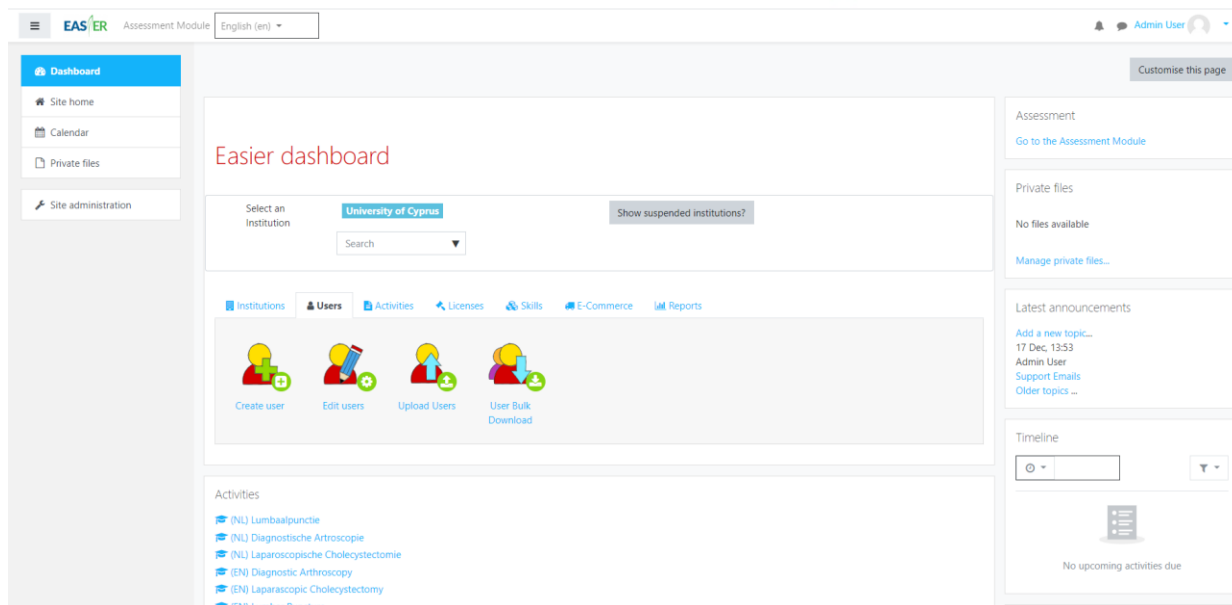 EASIER Assessment Module English (en)
Admin User
Dashboard
Site home
Calendar
Private files
Site administration
Customise this page
Easier dashboard
Select an
Institution
University of Cyprus
Search
Show suspended institutions?
Institutions Users Activities Licenses Skills E-Commerce Reports
Create user
Edit users
Upload Users
User Bulk
Download
Activities
(NL) Lumbaalpunctie
(NL) Diagnostische Artroscopie
(NL) Laparoscopische Cholecystectomie
(EN) Diagnostic Arthroscopy
(EN) Laparascopic Cholecystectomy
Assessment
Go to the Assessment Module
Private files
No files available
Manage private files...
Latest announcements
Add a new topic...
17 Dec, 13:53
Admin User
Support Emails
Older topics ...
Timeline
No upcoming activities due